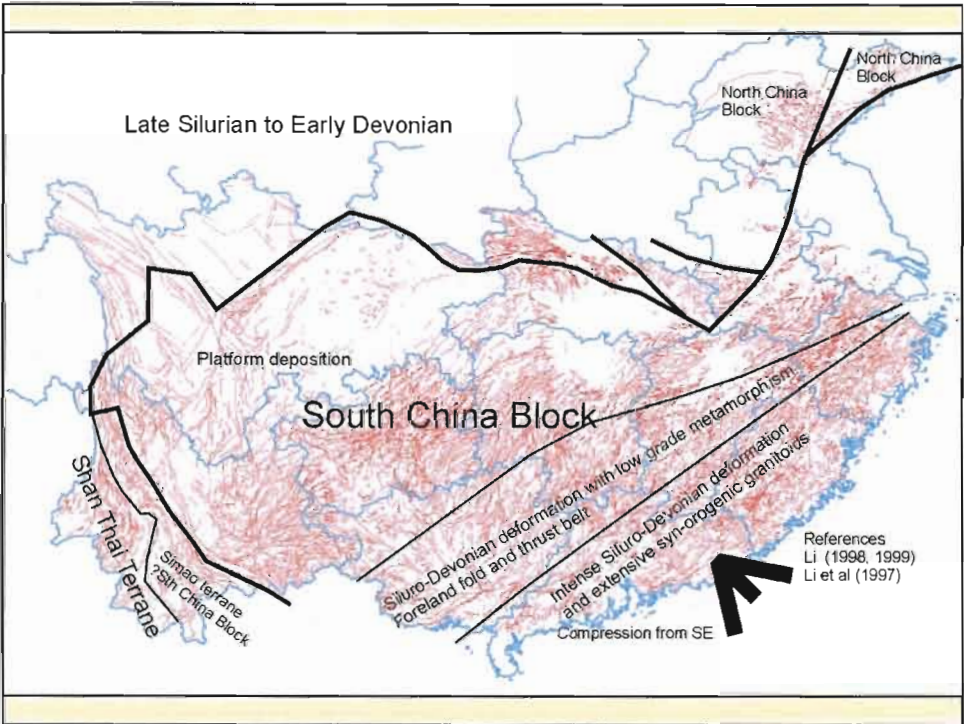 North China
Block
North China
Block
Late Silurian to Early Devonian
Platform deposition
South China Block
Siluro-Devonian deformation with low grade metamorphism
Foreland fold and thrust belt
Intense Siluro-Devonian deformation
and extensive syn-orogenic granitoids
Shan Thai Terrane
Simao terrane
?Sth China Block
References
Li (1998, 1999)
Li et al (1997)
Compression from SE